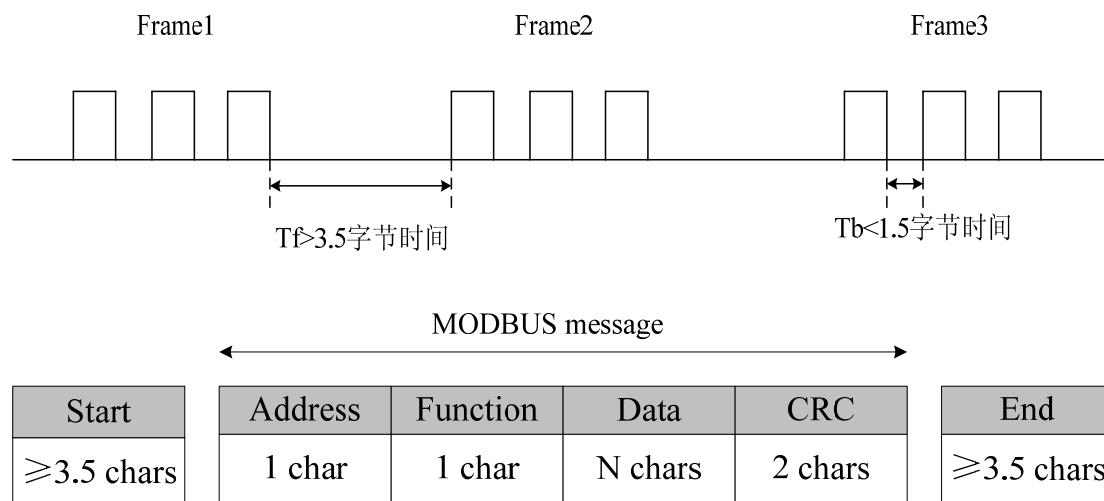 Frame1 Frame2 Frame3
Tf>3.5字节时间 Tb<1.5字节时间
MODBUS message
Start Address Function Data CRC End
≥3.5 chars 1 char 1 char N chars 2 chars ≥3.5 chars